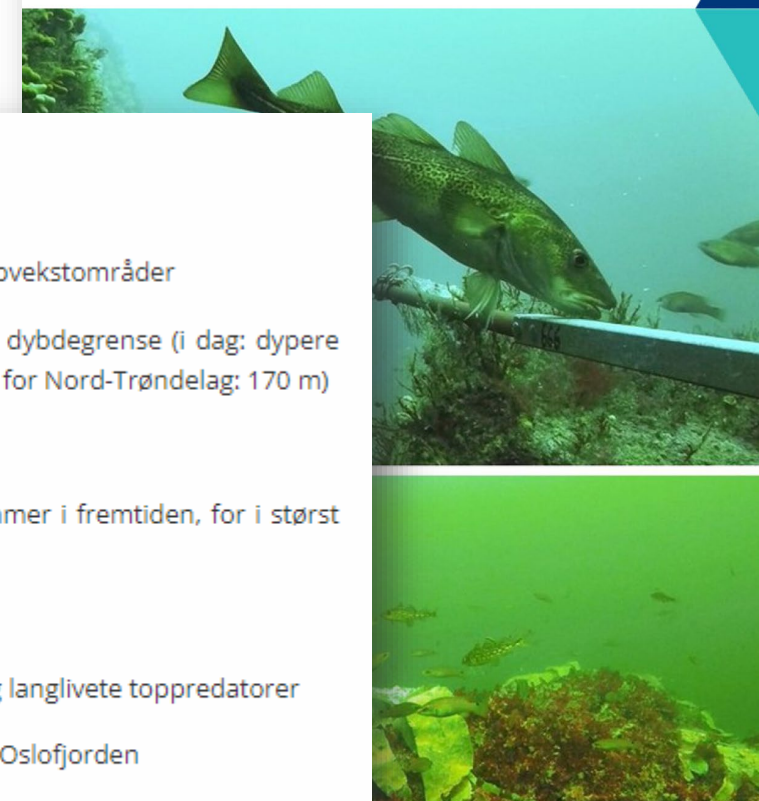 ovekstområder
dybdegrense (i dag: dypere
for Nord-Trøndelag: 170 m)
mer i fremtiden, for i størst
langlivete toppredatorer
Oslofjorden